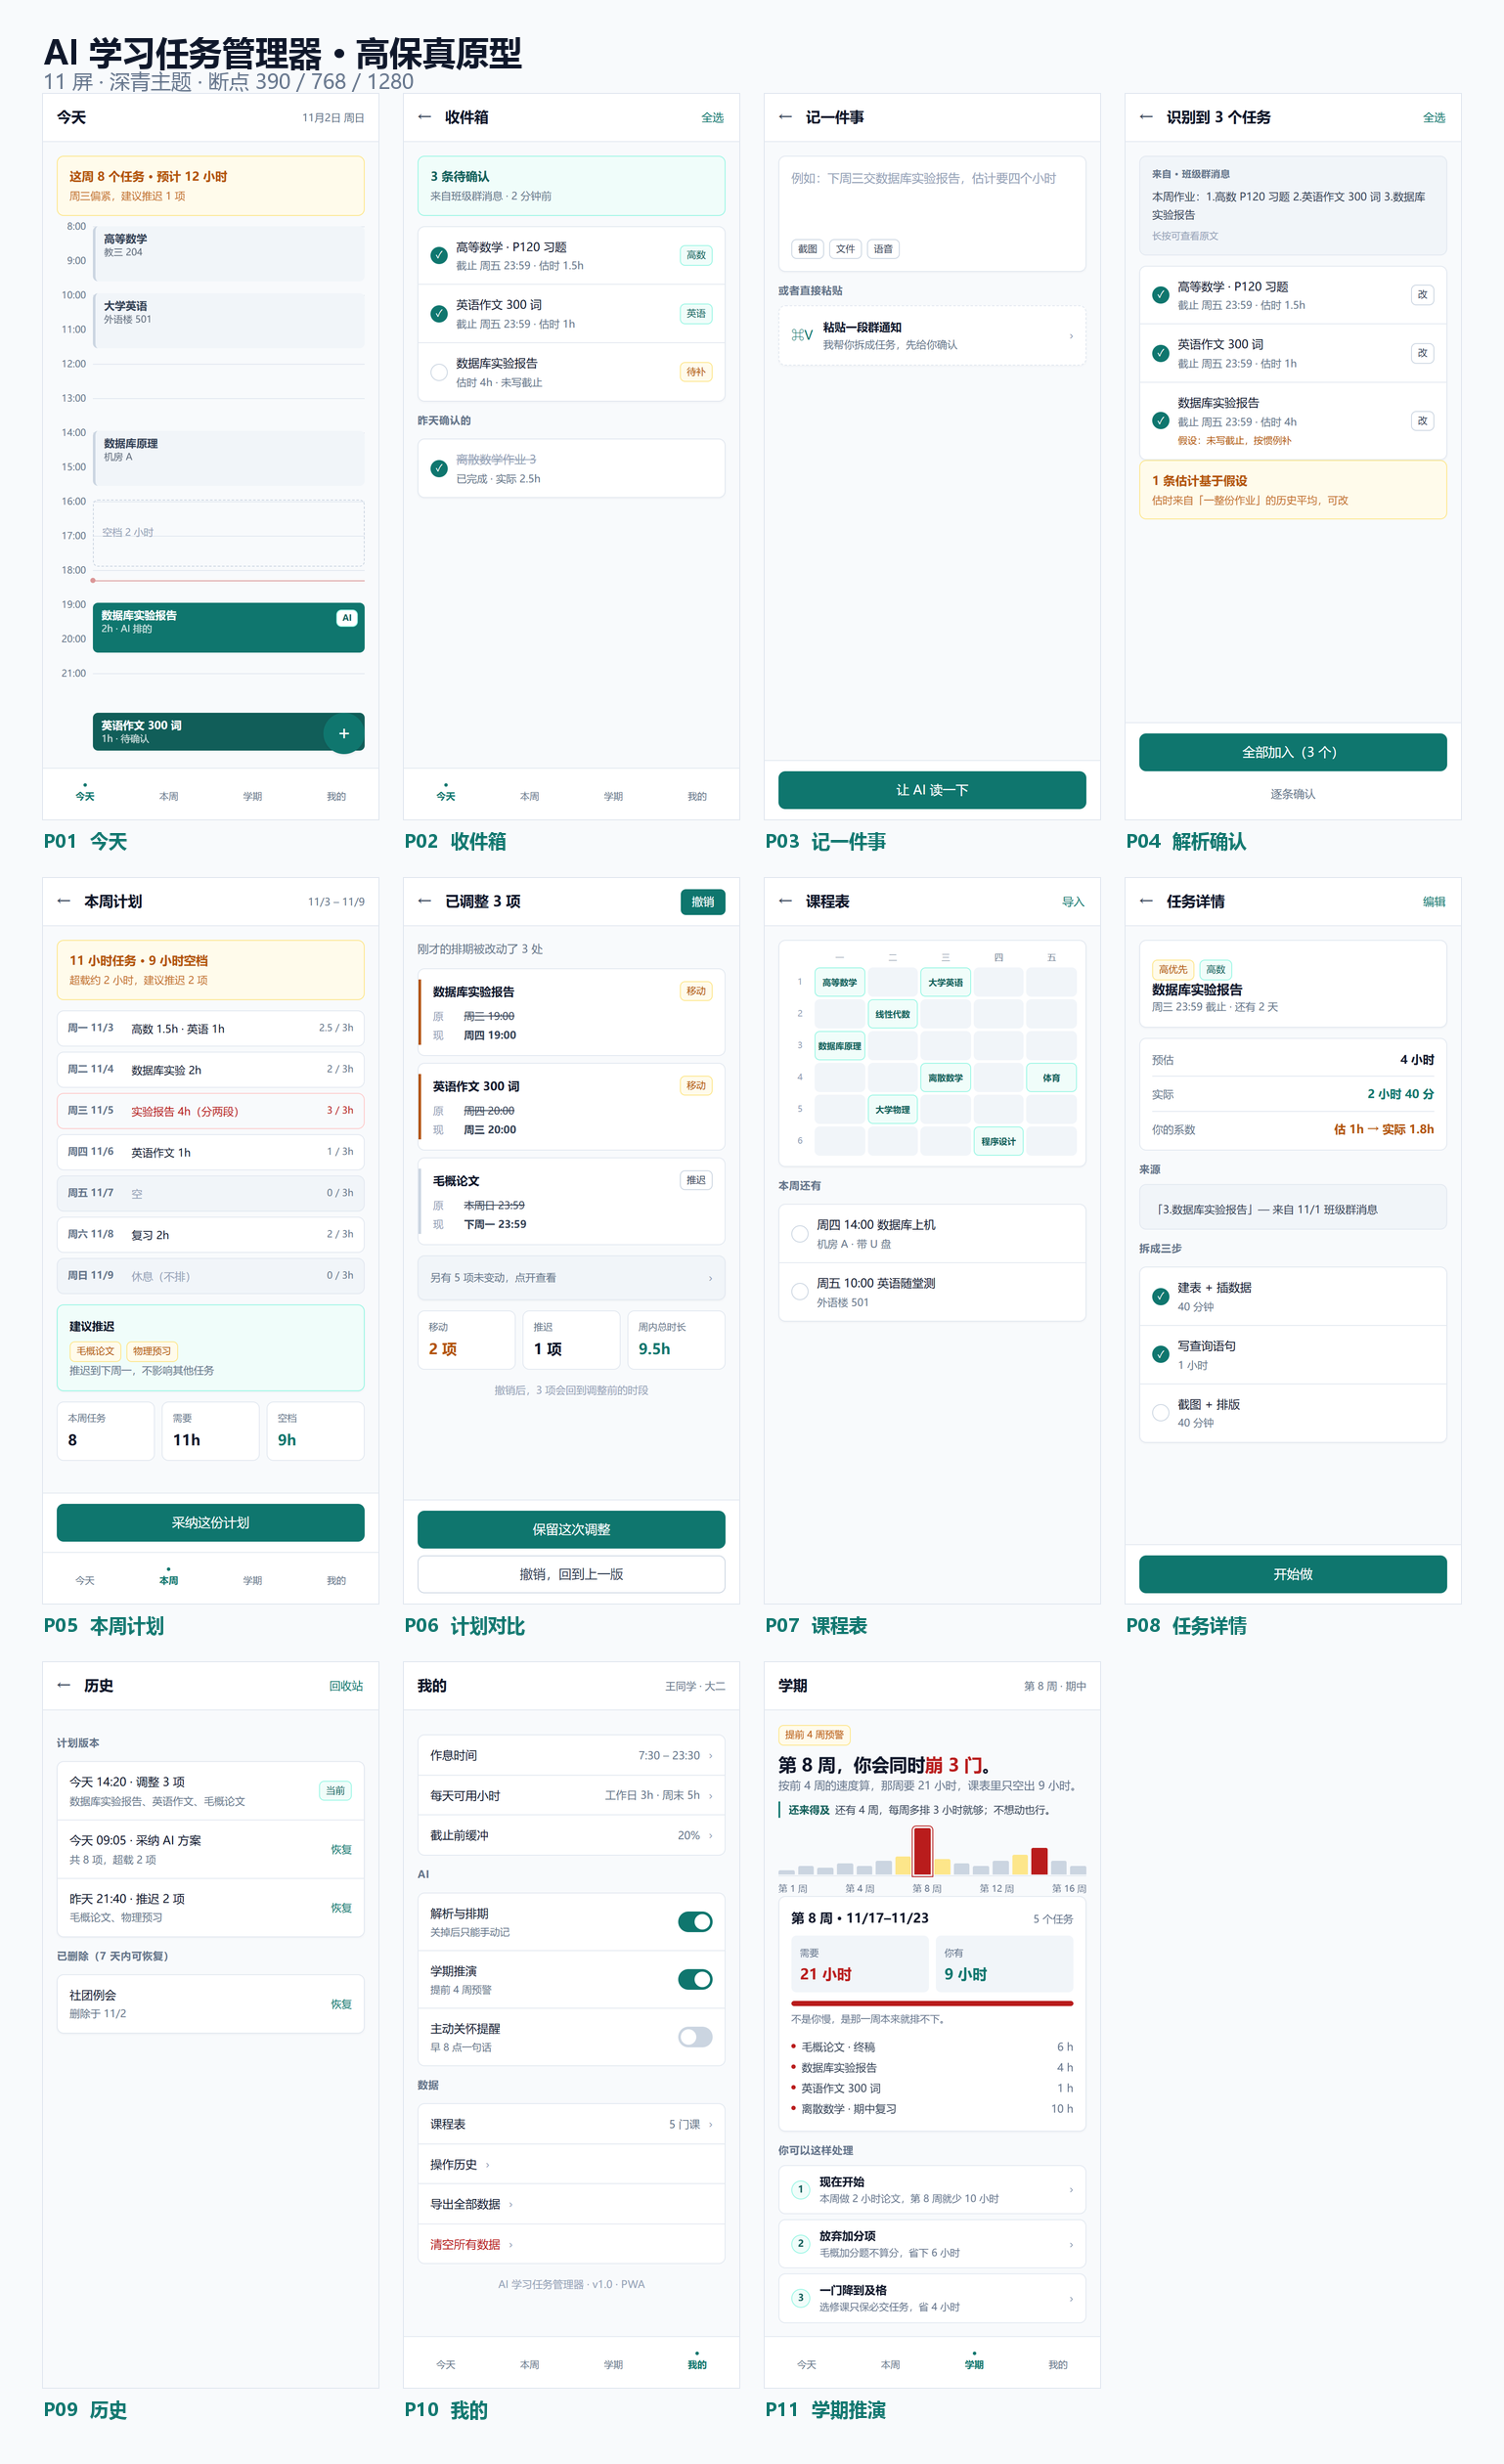 AI 学习任务管理器 • 高保真原型
11 屏 · 深青主题 · 断点 390 / 768 / 1280
今天
11月2日 周日
这周 8 个任务 • 预计 12 小时
周三偏紧，建议推迟 1 项
8:00
高等数学
教三 204
9:00
10:00
大学英语
外语楼 501
11:00
12:00
13:00
14:00
数据库原理
机房 A
15:00
16:00
空档 2 小时
17:00
18:00
19:00
数据库实验报告
AI
2h · AI 排的
20:00
21:00
英语作文 300 词
1h · 待确认
+
今天
本周
学期
我的
P01 今天
← 收件箱
全选
3 条待确认
来自班级群消息 · 2 分钟前
✓ 高等数学 · P120 习题
截止 周五 23:59 · 估时 1.5h
高数
✓ 英语作文 300 词
截止 周五 23:59 · 估时 1h
英语
数据库实验报告
估时 4h · 未写截止
待补
昨天确认的
✓ 离散数学作业 3
已完成 · 实际 2.5h
今天
本周
学期
我的
P02 收件箱
← 记一件事
例如：下周三交数据库实验报告，估计要四个小时
截图
文件
语音
或者直接粘贴
⌘V 粘贴一段群通知
我帮你拆成任务，先给你确认
›
让 AI 读一下
P03 记一件事
← 识别到 3 个任务
全选
来自 • 班级群消息
本周作业：1.高数 P120 习题 2.英语作文 300 词 3.数据库
实验报告
长按可查看原文
✓ 高等数学 · P120 习题
截止 周五 23:59 · 估时 1.5h
改
✓ 英语作文 300 词
截止 周五 23:59 · 估时 1h
改
✓ 数据库实验报告
截止 周五 23:59 · 估时 4h
假设：未写截止，按惯例补
改
1 条估计基于假设
估时来自「一整份作业」的历史平均，可改
全部加入（3 个）
逐条确认
P04 解析确认
← 本周计划
11/3 – 11/9
11 小时任务 • 9 小时空档
超载约 2 小时，建议推迟 2 项
周一 11/3 高数 1.5h · 英语 1h 2.5 / 3h
周二 11/4 数据库实验 2h 2 / 3h
周三 11/5 实验报告 4h（分两段） 3 / 3h
周四 11/6 英语作文 1h 1 / 3h
周五 11/7 空 0 / 3h
周六 11/8 复习 2h 2 / 3h
周日 11/9 休息（不排） 0 / 3h
建议推迟
毛概论文
物理预习
推迟到下周一，不影响其他任务
本周任务
8
需要
11h
空档
9h
采纳这份计划
今天
本周
学期
我的
P05 本周计划
← 已调整 3 项
撤销
刚才的排期被改动了 3 处
数据库实验报告
移动
原 周三 19:00
现 周四 19:00
英语作文 300 词
移动
原 周四 20:00
现 周三 20:00
毛概论文
推迟
原 本周日 23:59
现 下周一 23:59
另有 5 项未变动，点开查看 ›
移动
2 项
推迟
1 项
周内总时长
9.5h
撤销后，3 项会回到调整前的时段
保留这次调整
撤销，回到上一版
P06 计划对比
← 课程表
导入
一 二 三 四 五
1 高等数学 大学英语
2 线性代数
3 数据库原理
4 离散数学 体育
5 大学物理
6 程序设计
本周还有
周四 14:00 数据库上机
机房 A · 带 U 盘
周五 10:00 英语随堂测
外语楼 501
P07 课程表
← 任务详情
编辑
高优先
高数
数据库实验报告
周三 23:59 截止 · 还有 2 天
预估 4 小时
实际 2 小时 40 分
你的系数 估 1h → 实际 1.8h
来源
「3.数据库实验报告」— 来自 11/1 班级群消息
拆成三步
✓ 建表 + 插数据
40 分钟
✓ 写查询语句
1 小时
截图 + 排版
40 分钟
开始做
P08 任务详情
← 历史
回收站
计划版本
今天 14:20 · 调整 3 项
数据库实验报告、英语作文、毛概论文
当前
今天 09:05 · 采纳 AI 方案
共 8 项，超载 2 项
恢复
昨天 21:40 · 推迟 2 项
毛概论文、物理预习
恢复
已删除（7 天内可恢复）
社团例会
删除于 11/2
恢复
P09 历史
我的
王同学 · 大二
作息时间 7:30 – 23:30 ›
每天可用小时 工作日 3h · 周末 5h ›
截止前缓冲 20% ›
AI
解析与排期
关掉后只能手动记
学期推演
提前 4 周预警
主动关怀提醒
早 8 点一句话
数据
课程表 5 门课 ›
操作历史 ›
导出全部数据 ›
清空所有数据 ›
AI 学习任务管理器 · v1.0 · PWA
今天
本周
学期
我的
P10 我的
学期
第 8 周 · 期中
提前 4 周预警
第 8 周，你会同时崩 3 门。
按前 4 周的速度算，那周要 21 小时，课表里只空出 9 小时。
还来得及 还有 4 周，每周多排 3 小时就够；不想动也行。
第 1 周
第 4 周
第 8 周
第 12 周
第 16 周
第 8 周 • 11/17–11/23
5 个任务
需要
21 小时
你有
9 小时
不是你慢，是那一周本来就排不下。
毛概论文 · 终稿 6 h
数据库实验报告 4 h
英语作文 300 词 1 h
离散数学 · 期中复习 10 h
你可以这样处理
1 现在开始
本周做 2 小时论文，第 8 周就少 10 小时
›
2 放弃加分项
毛概加分题不算分，省下 6 小时
›
3 一门降到及格
选修课只保必交任务，省 4 小时
›
今天
本周
学期
我的
P11 学期推演